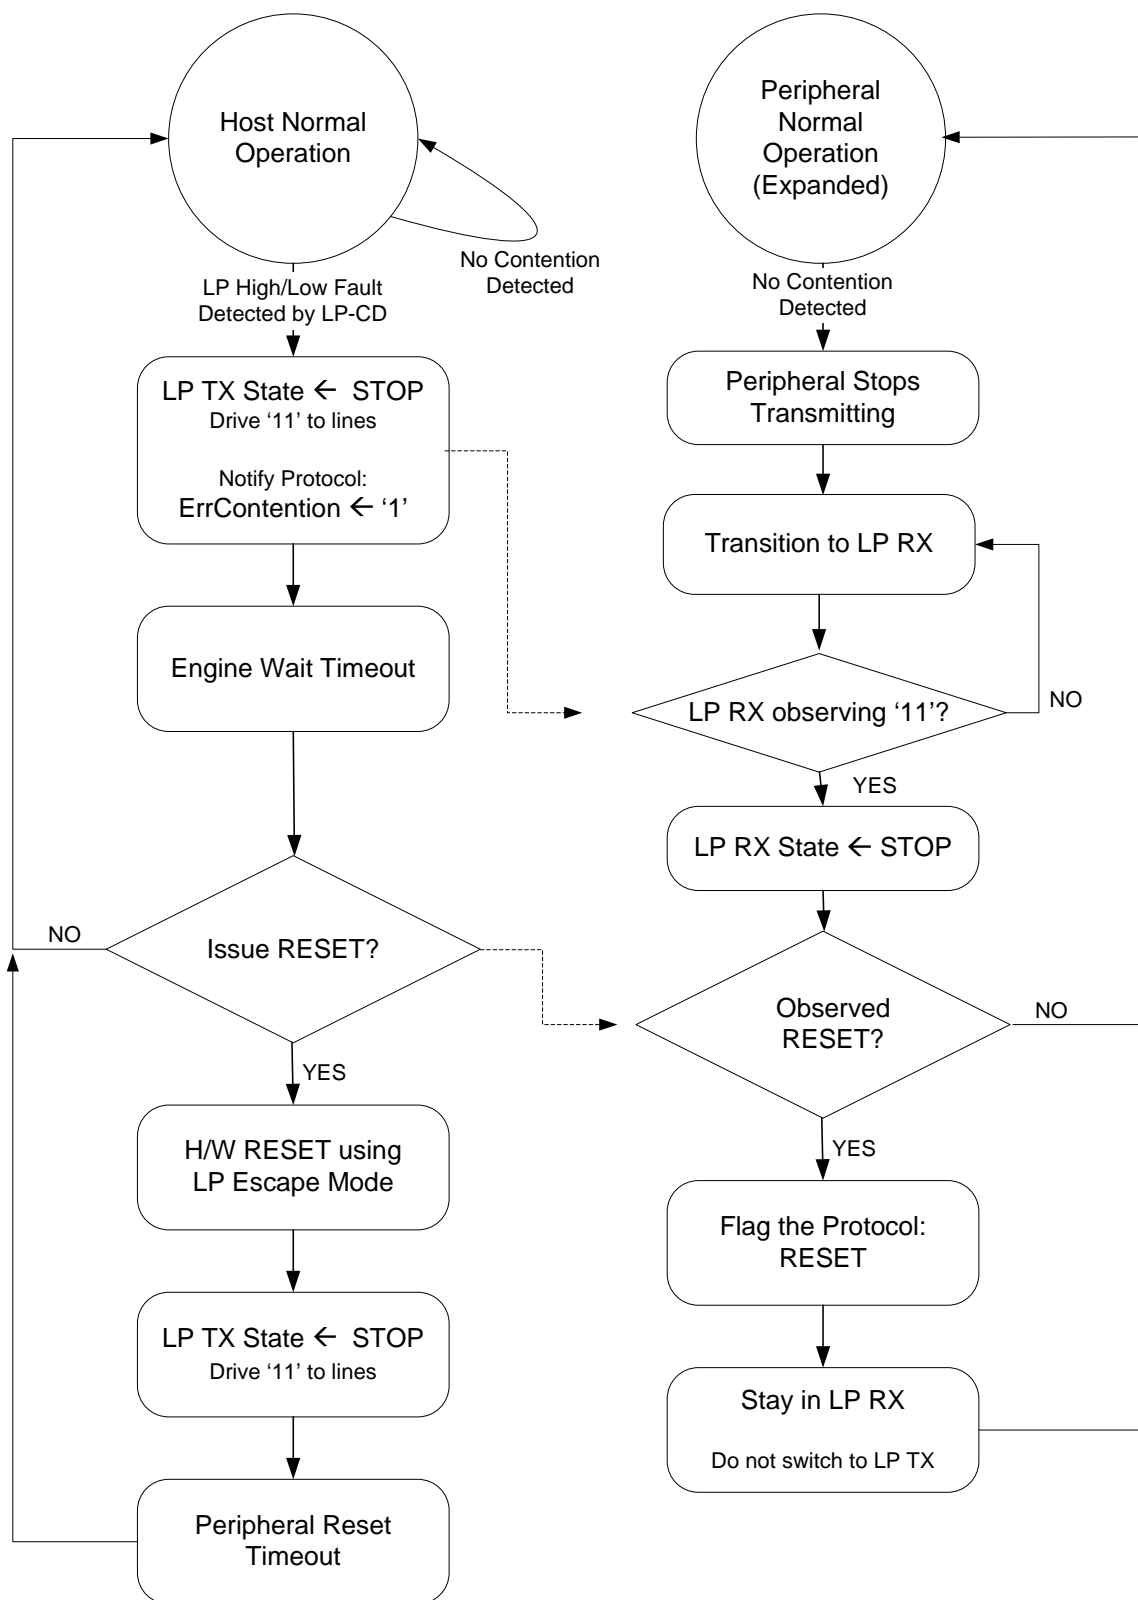 Host Normal
Operation
No Contention
Detected
LP High/Low Fault
Detected by LP-CD
LP TX State ← STOP
Drive ‘11’ to lines
Notify Protocol:
ErrContention ← ‘1’
Engine Wait Timeout
Issue RESET?
NO
YES
H/W RESET using
LP Escape Mode
LP TX State ← STOP
Drive ‘11’ to lines
Peripheral Reset
Timeout
Peripheral
Normal
Operation
(Expanded)
No Contention
Detected
Peripheral Stops
Transmitting
Transition to LP RX
LP RX observing ‘11’?
NO
YES
LP RX State ← STOP
Observed
RESET?
NO
YES
Flag the Protocol:
RESET
Stay in LP RX
Do not switch to LP TX